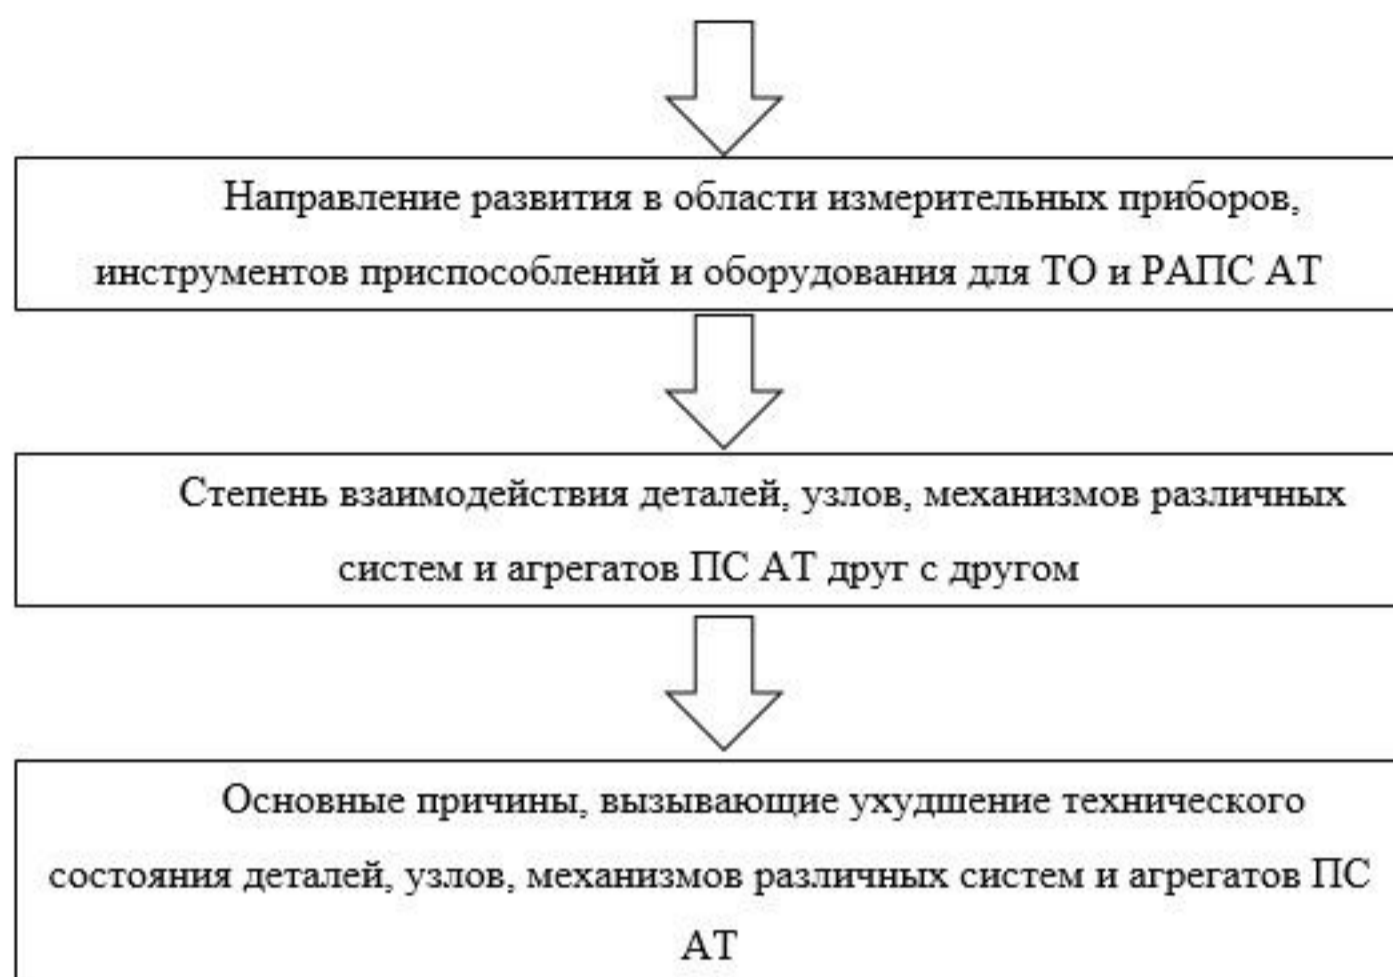 Направление развития в области измерительных приборов,
инструментов приспособлений и оборудования для ТО и РАПС АТ
Степень взаимодействия деталей, узлов, механизмов различных
систем и агрегатов ПС АТ друг с другом
Основные причины, вызывающие ухудшение технического
состояния деталей, узлов, механизмов различных систем и агрегатов ПС
АТ